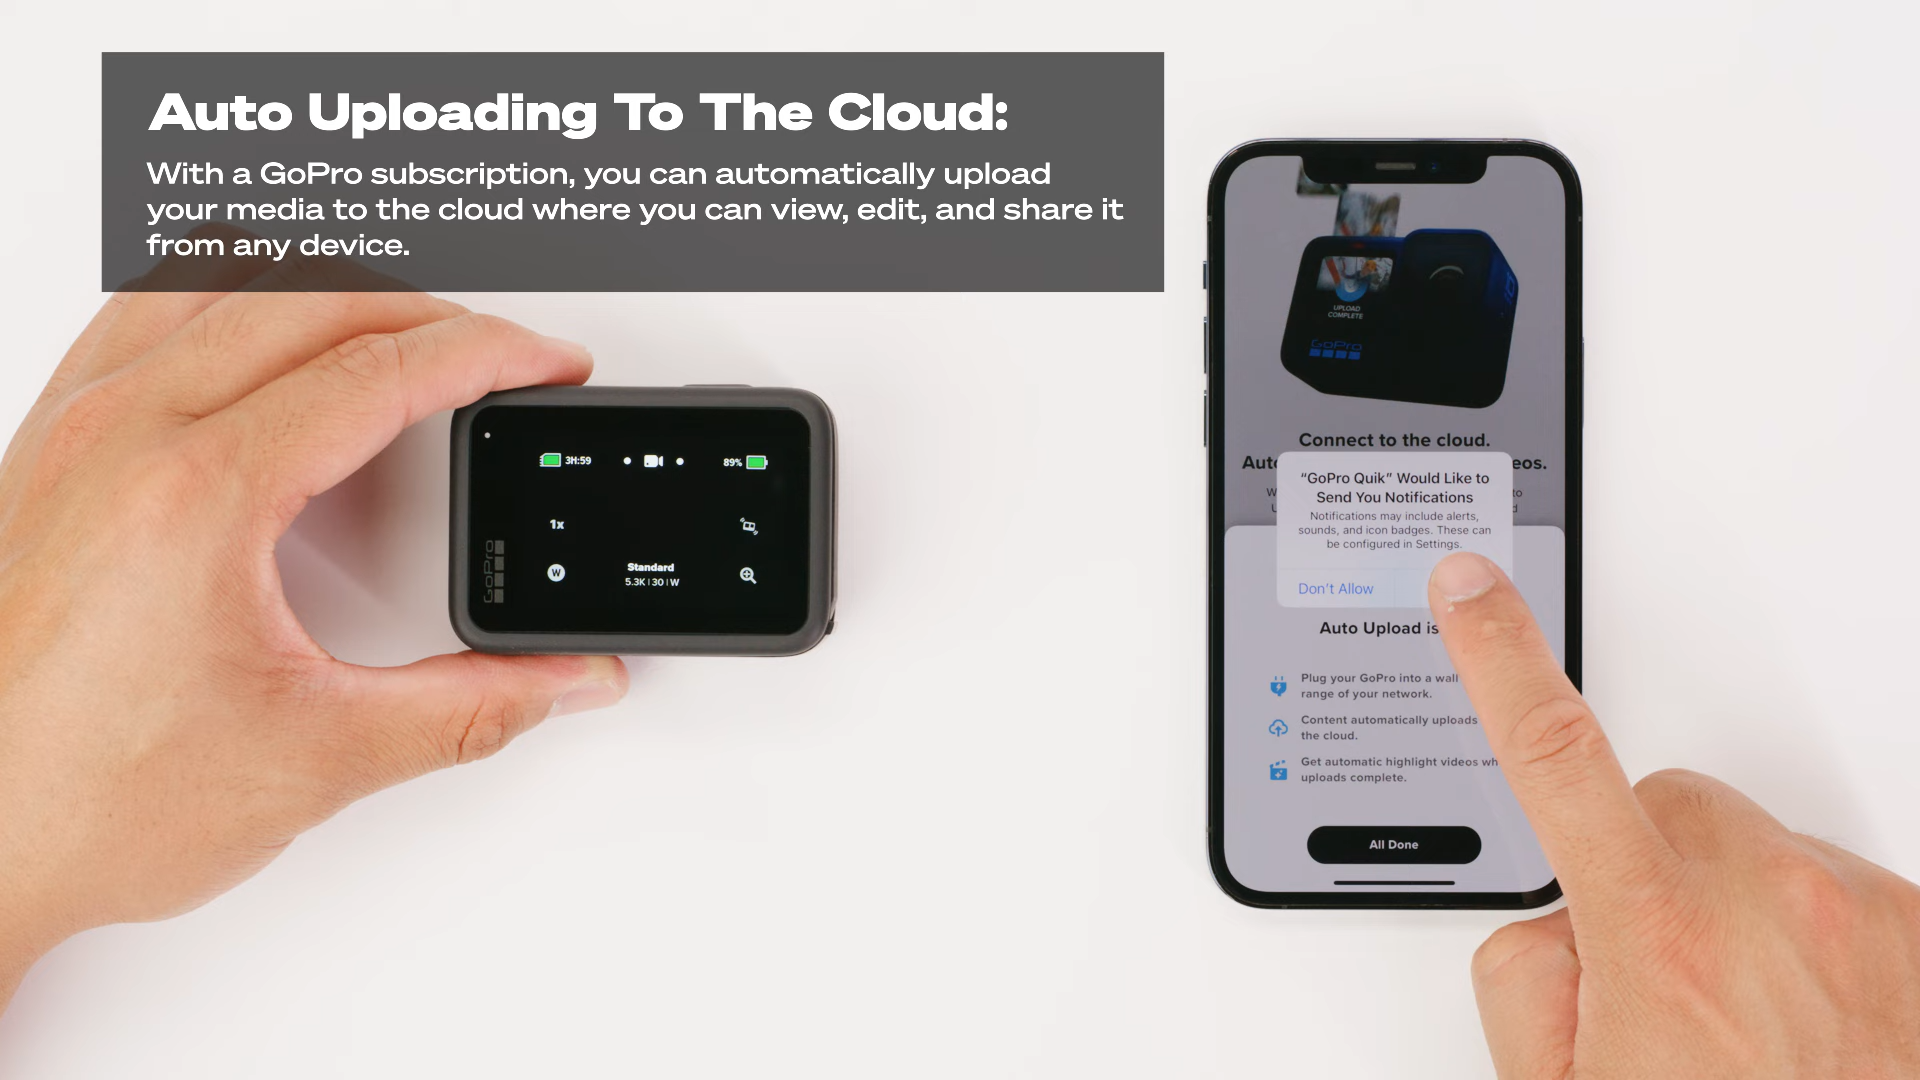 Auto Uploading To The Cloud:
With a GoPro subscription, you can automatically upload
your media to the cloud where you can view, edit, and share it
from any device.
3H:59
89%
1x
W
Standard
5.3K | 30 | W
GoPro
UPLOAD
COMPLETE
GoPro
Connect to the cloud.
“GoPro Quik” Would Like to
Send You Notifications
Notifications may include alerts,
sounds, and icon badges. These can
be configured in Settings.
Don’t Allow
Auto Upload is
Plug your GoPro into a wall
range of your network.
Content automatically uploads
the cloud.
Get automatic highlight videos
uploads complete.
All Done